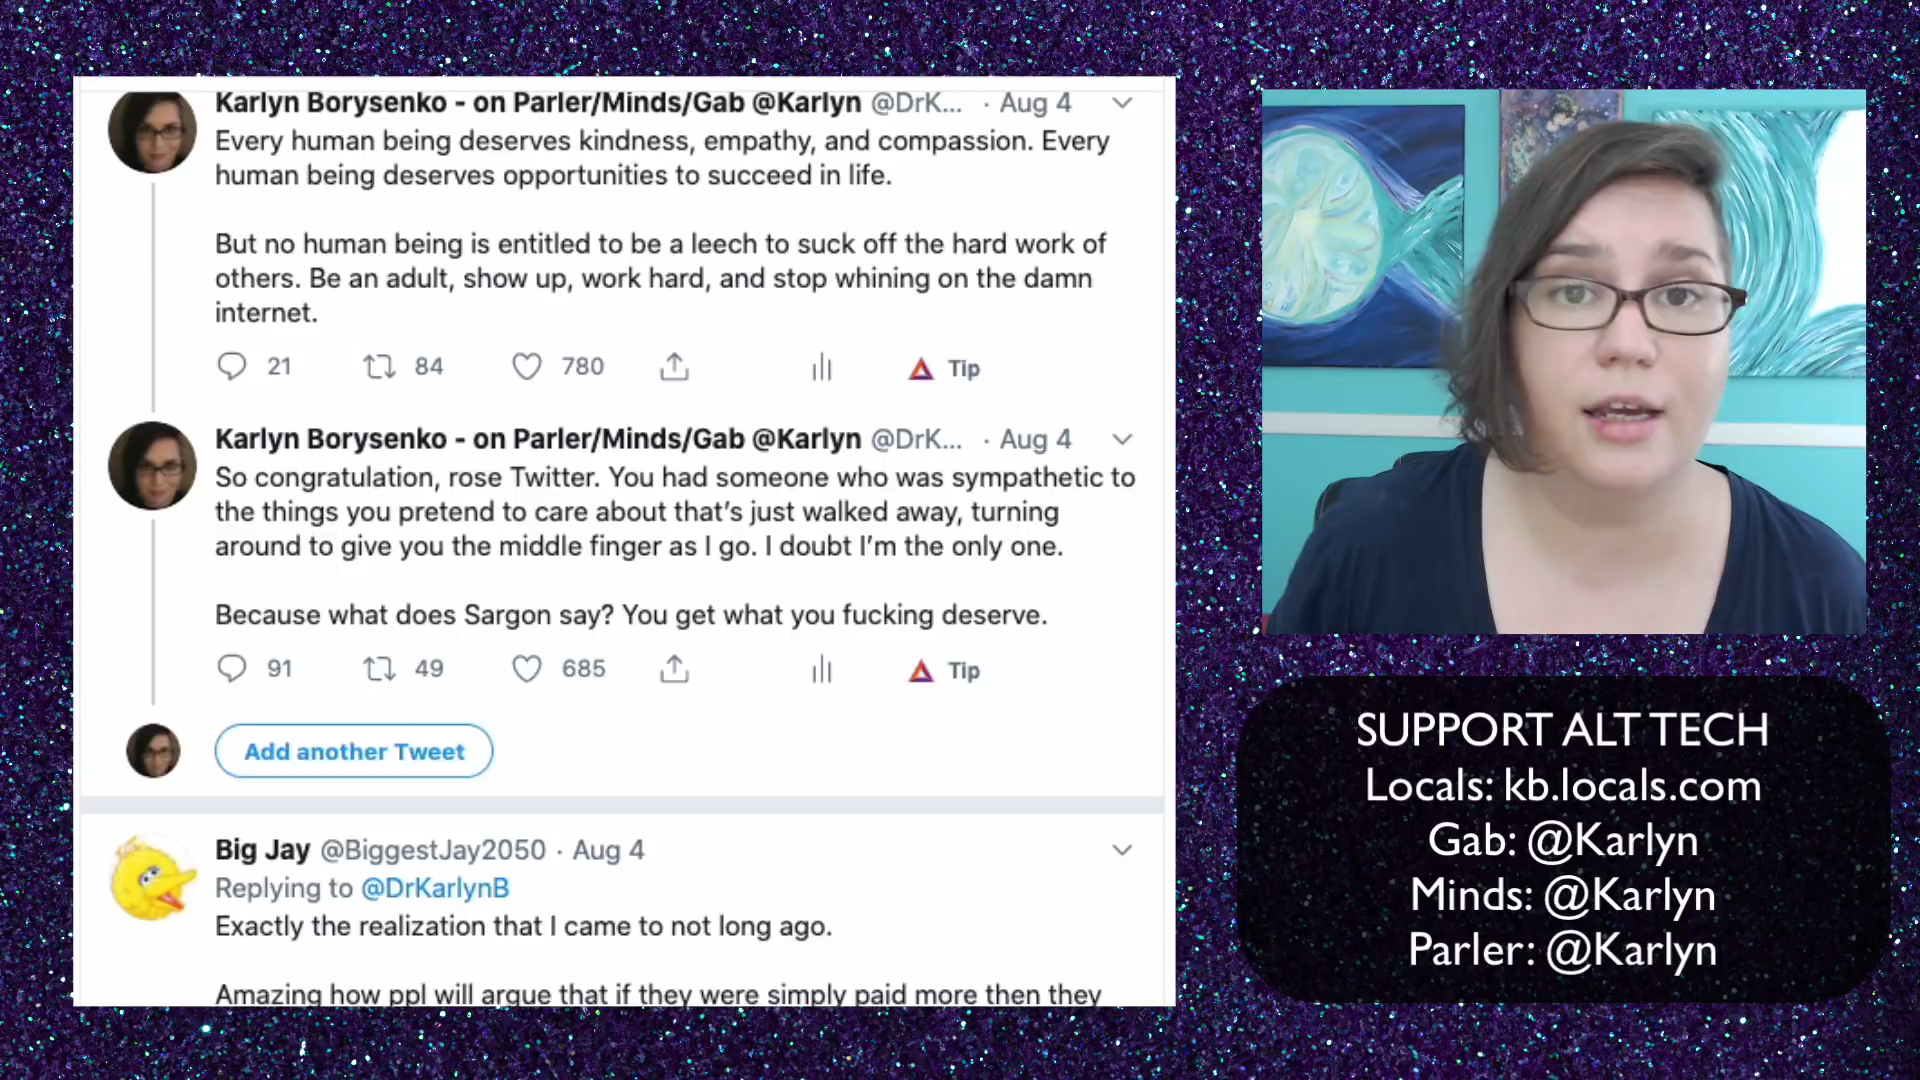 Karlyn Borysenko - on Parler/Minds/Gab @Karlyn @DrK... · Aug 4
Every human being deserves kindness, empathy, and compassion. Every
human being deserves opportunities to succeed in life.
But no human being is entitled to be a leech to suck off the hard work of
others. Be an adult, show up, work hard, and stop whining on the damn
internet.
21 84 780 Tip
Karlyn Borysenko - on Parler/Minds/Gab @Karlyn @DrK... · Aug 4
So congratulation, rose Twitter. You had someone who was sympathetic to
the things you pretend to care about that’s just walked away, turning
around to give you the middle finger as I go. I doubt I’m the only one.
Because what does Sargon say? You get what you fucking deserve.
91 49 685 Tip
Add another Tweet
Big Jay @BiggestJay2050 · Aug 4
Replying to @DrKarlynB
Exactly the realization that I came to not long ago.
Amazing how ppl will argue that if they were simply paid more then they
SUPPORT ALT TECH
Locals: kb.locals.com
Gab: @Karlyn
Minds: @Karlyn
Parler: @Karlyn